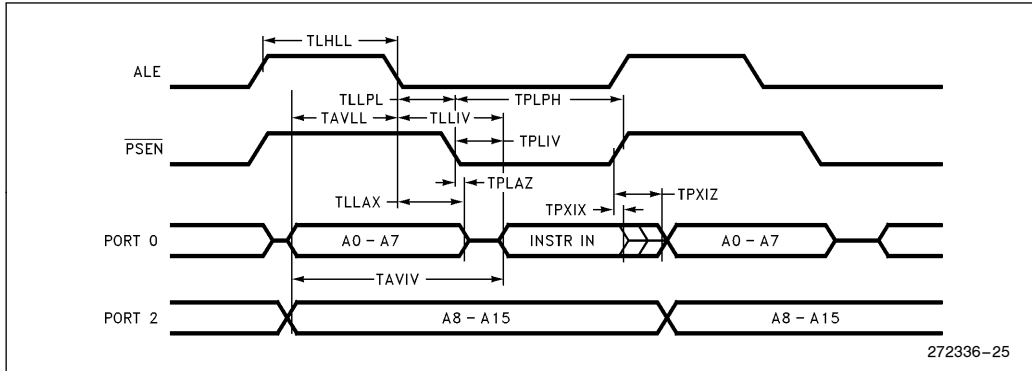 TLHLL
ALE
TLLPL
TPLPH
TAVLL
TLLIV
PSEN
TPLIV
TPLAZ
TLLAX
TPXIZ
TPXIX
PORT 0
A0 – A7
INSTR IN
A0 – A7
TAVIV
PORT 2
A8 – A15
A8 – A15
272336–25